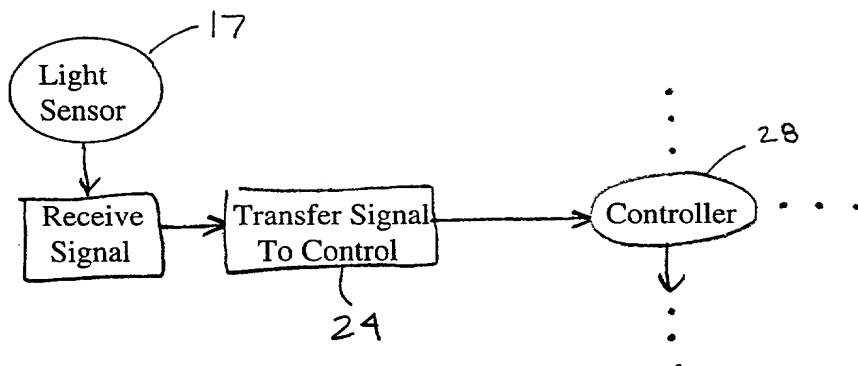 17
Light
Sensor
28
Receive
Signal
Transfer Signal
To Control
Controller
24